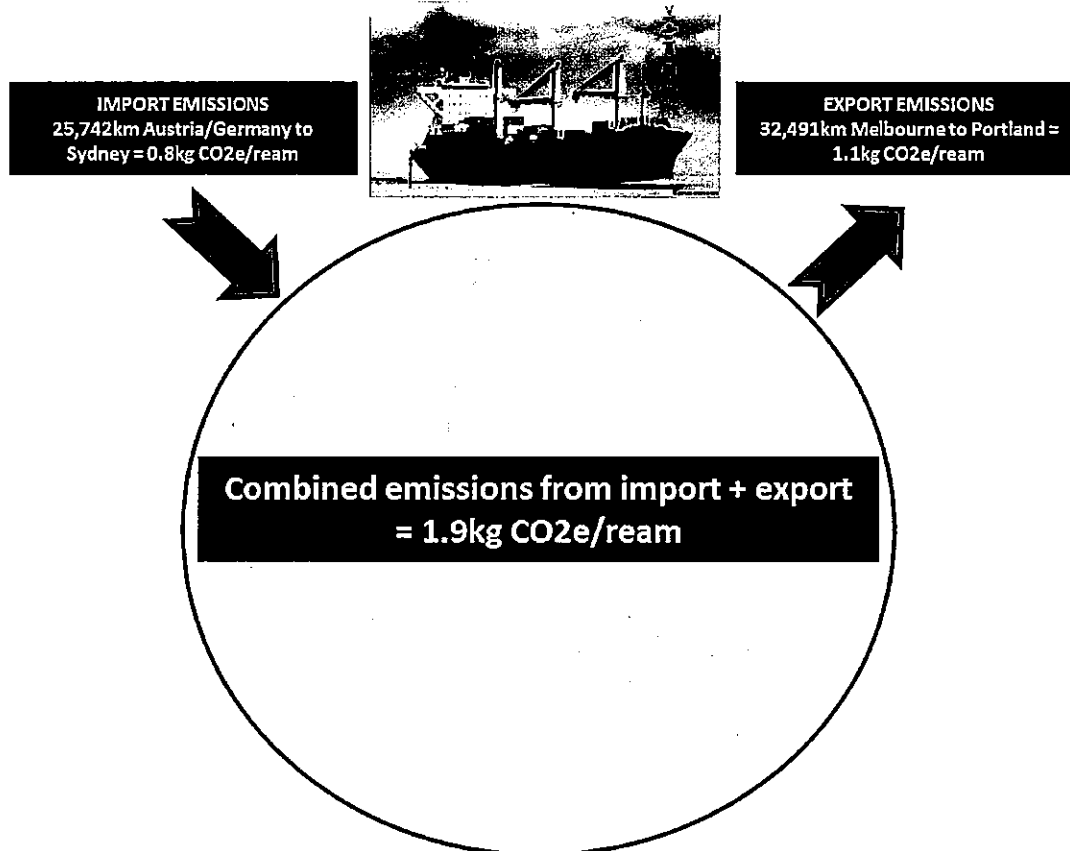 IMPORT EMISSIONS
25,742km Austria/Germany to
Sydney = 0.8kg CO2e/ream
EXPORT EMISSIONS
32,491km Melbourne to Portland =
1.1kg CO2e/ream
Combined emissions from import + export
= 1.9kg CO2e/ream